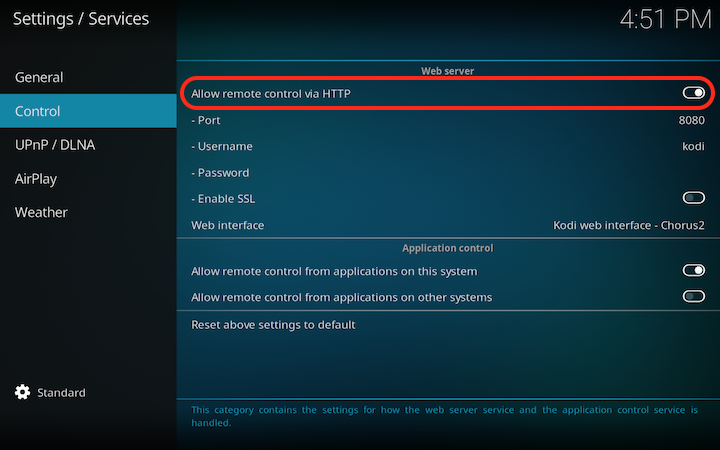 Settings / Services
4:51 PM
General
Control
UPnP / DLNA
AirPlay
Weather
Standard
Web server
Allow remote control via HTTP
- Port 8080
- Username kodi
- Password
- Enable SSL
Web interface Kodi web interface - Chorus2
Application control
Allow remote control from applications on this system
Allow remote control from applications on other systems
Reset above settings to default
This category contains the settings for how the web server service and the application control service is
handled.